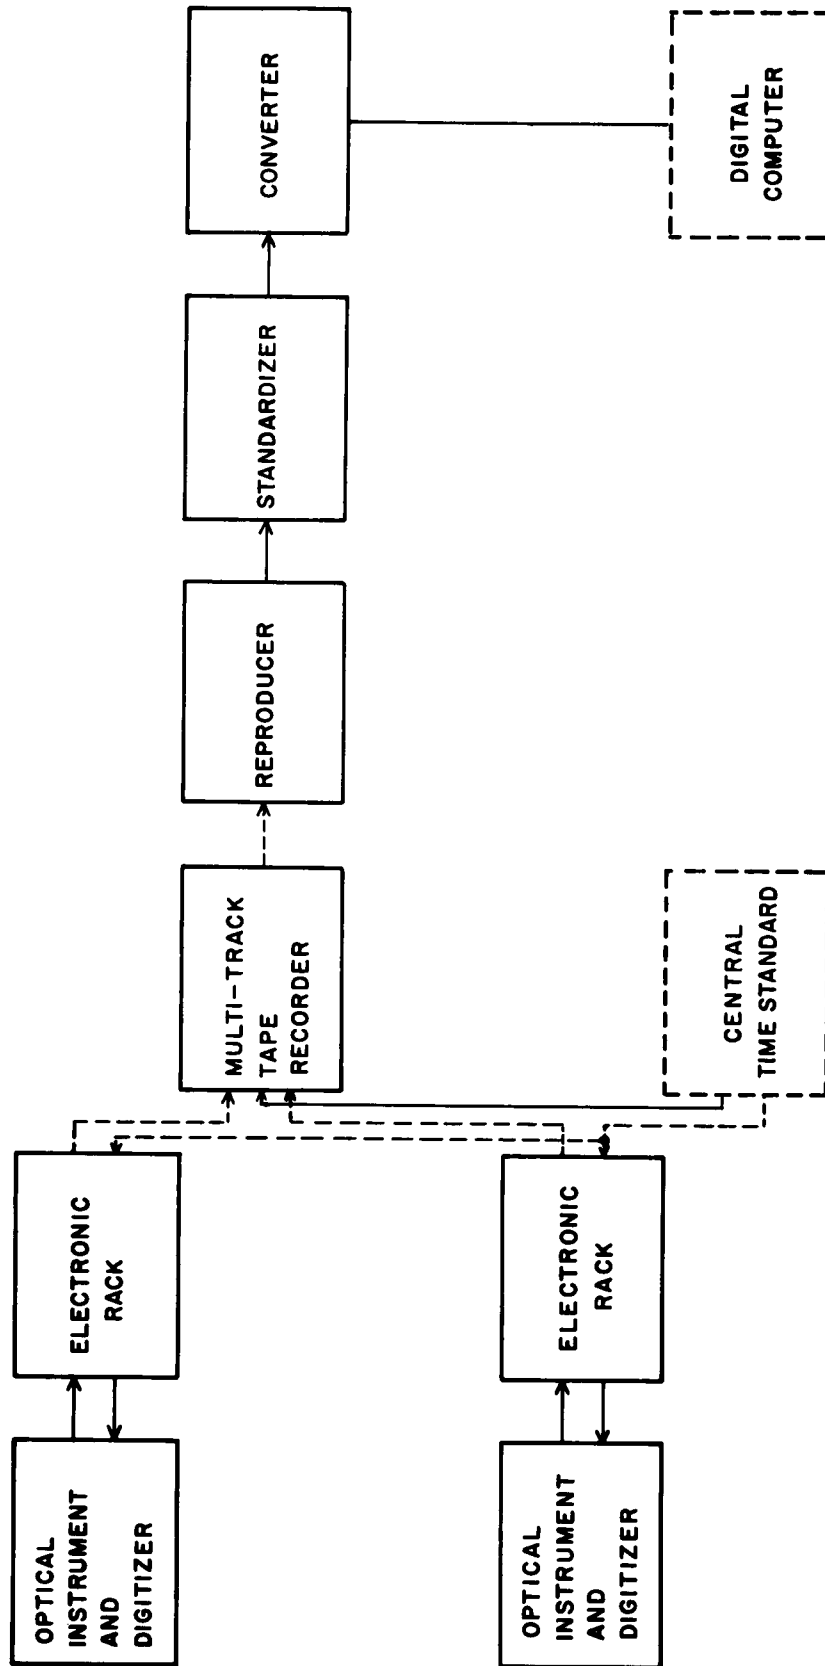 OPTICAL
INSTRUMENT
AND
DIGITIZER
ELECTRONIC
RACK
MULTI-TRACK
TAPE
RECORDER
REPRODUCER
STANDARDIZER
CONVERTER
OPTICAL
INSTRUMENT
AND
DIGITIZER
ELECTRONIC
RACK
CENTRAL
TIME STANDARD
DIGITAL
COMPUTER